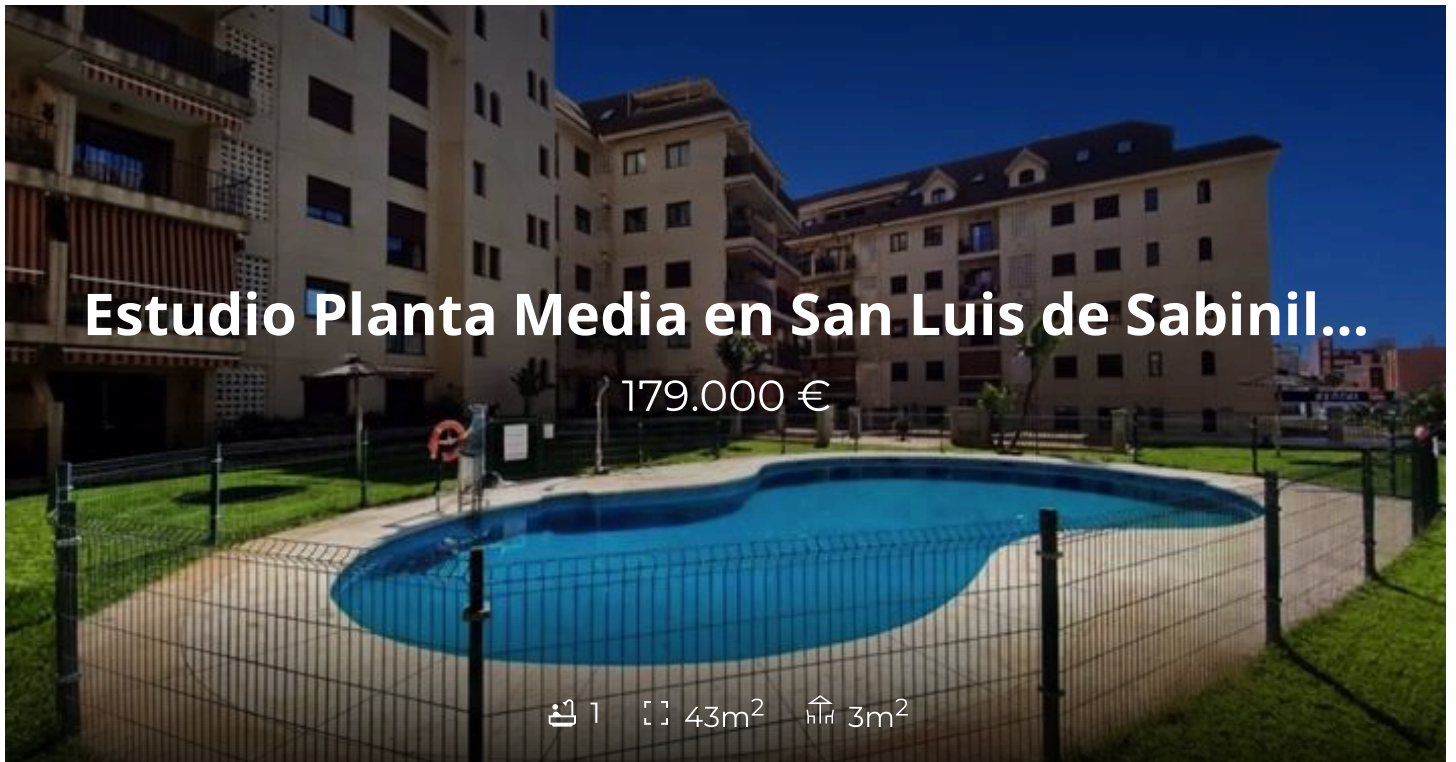 Estudio Planta Media en San Luis de Sabinil...
179.000 €
1 43m² 3m²